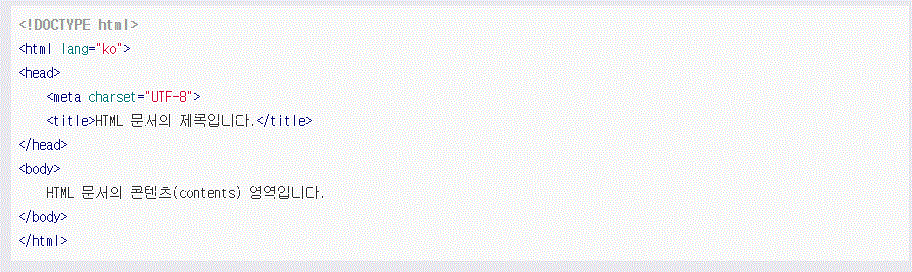 <!DOCTYPE html>
<html lang="ko">
<head>
    <meta charset="UTF-8">
    <title>HTML 문서의 제목입니다.</title>
</head>
<body>
    HTML 문서의 콘텐츠(contents) 영역입니다.
</body>
</html>